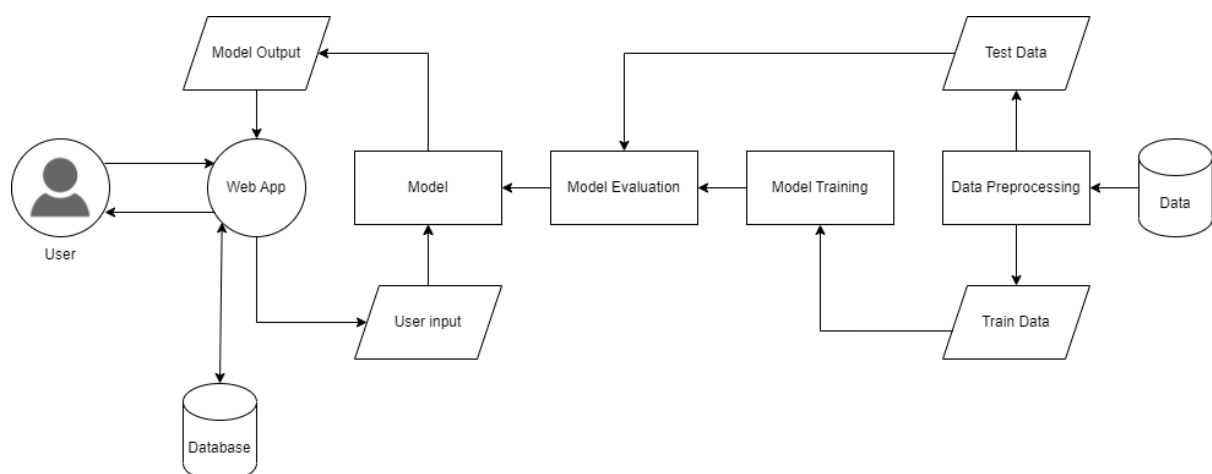 Model Output
Test Data
Web App
Model
Model Evaluation
Model Training
Data Preprocessing
Data
User
User input
Train Data
Database